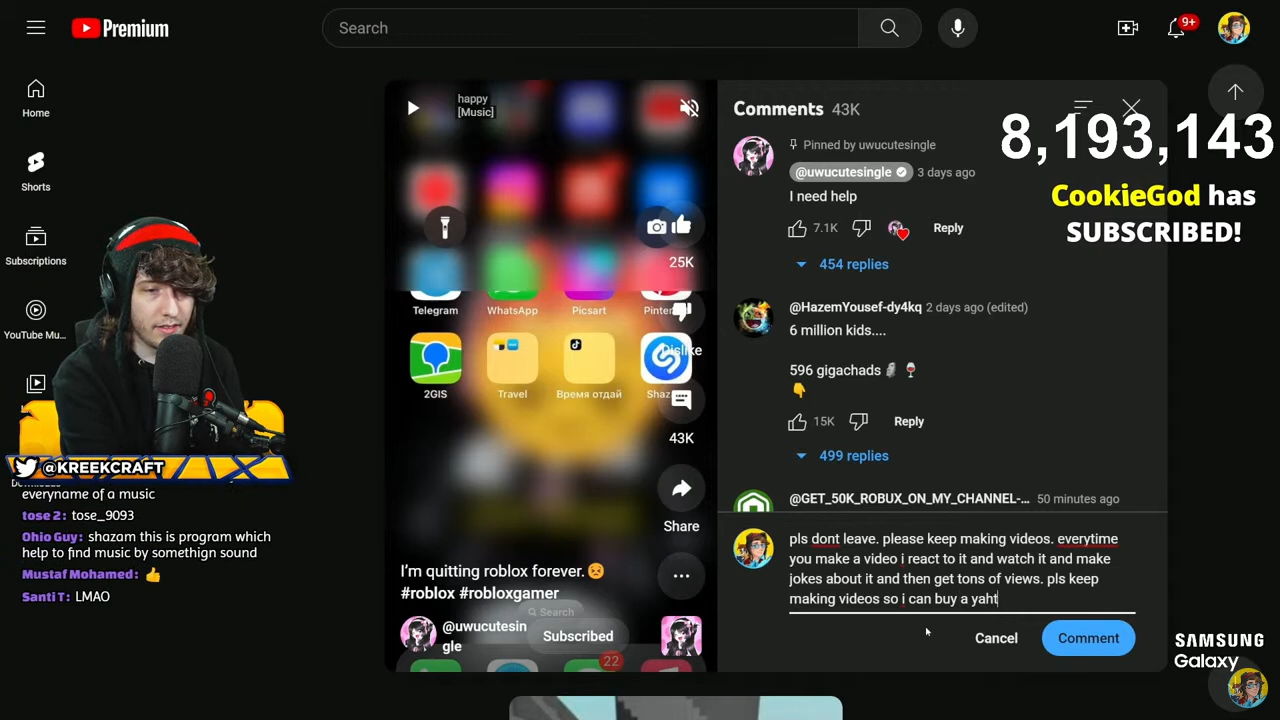 Premium
Search
9+
Home
Shorts
Subscriptions
YouTube Mu...
@KREEKCRAFT
everyname of a music
tose 2: tose_9093
Ohio Guy: shazam this is program which
help to find music by somethign sound
Mustaf Mohamed: 👍
Santi T: LMAO
happy
[Music]
25K
Dislike
43K
Share
Telegram
WhatsApp
Picsart
2GIS
Travel
Время отдай
I'm quitting roblox forever.😣
#roblox #robloxgamer
Search
@uwucutesin
gle
Subscribed
22
Comments 43K
Pinned by uwucutesingle
@uwucutesingle 3 days ago
I need help
7.1K
Reply
454 replies
@HazemYousef-dy4kq 2 days ago (edited)
6 million kids....
596 gigachads 🗿🍷
👇
15K
Reply
499 replies
@GET_50K_ROBUX_ON_MY_CHANNEL-... 50 minutes ago
pls dont leave. please keep making videos. everytime
you make a video i react to it and watch it and make
jokes about it and then get tons of views. pls keep
making videos so i can buy a yaht
Cancel
Comment
8,193,143
CookieGod has
SUBSCRIBED!
SAMSUNG
Galaxy